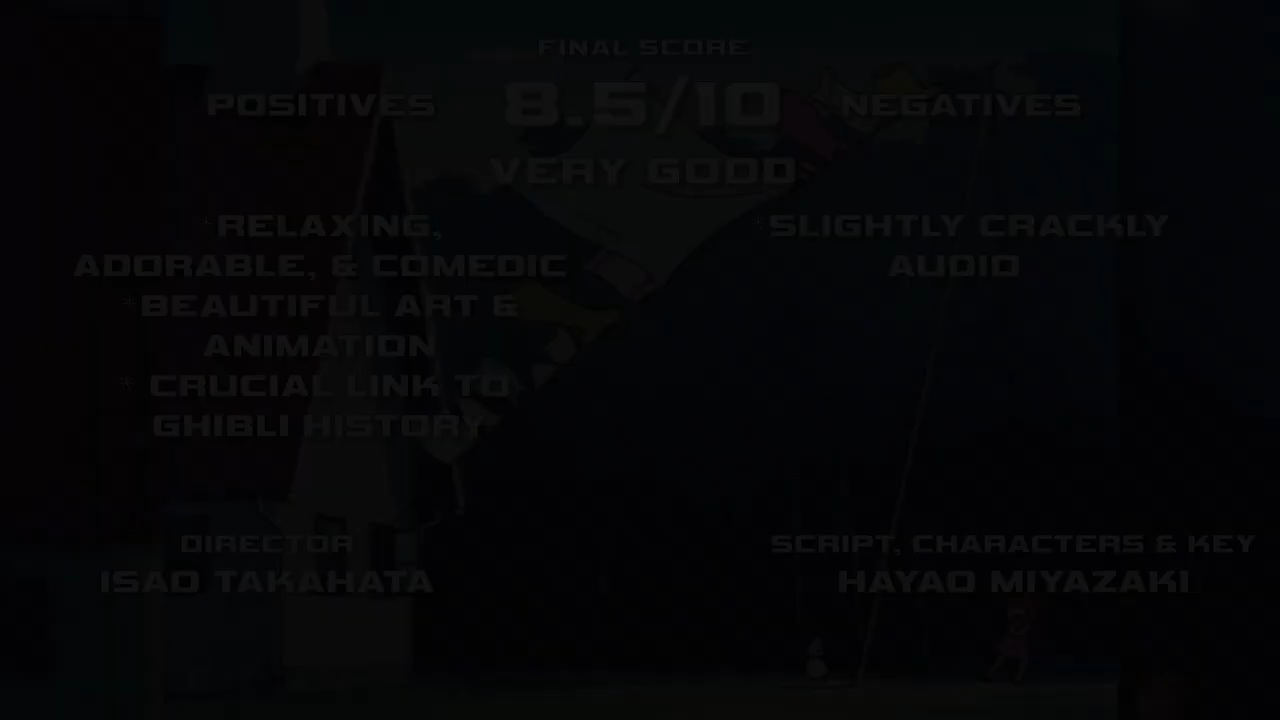 FINAL SCORE
8.5/10
VERY GOOD
POSITIVES
*RELAXING,
ADORABLE, & COMEDIC
*BEAUTIFUL ART &
ANIMATION
* CRUCIAL LINK TO
GHIBLI HISTORY
NEGATIVES
*SLIGHTLY CRACKLY
AUDIO
DIRECTOR
ISAO TAKAHATA
SCRIPT, CHARACTERS & KEY
HAYAO MIYAZAKI